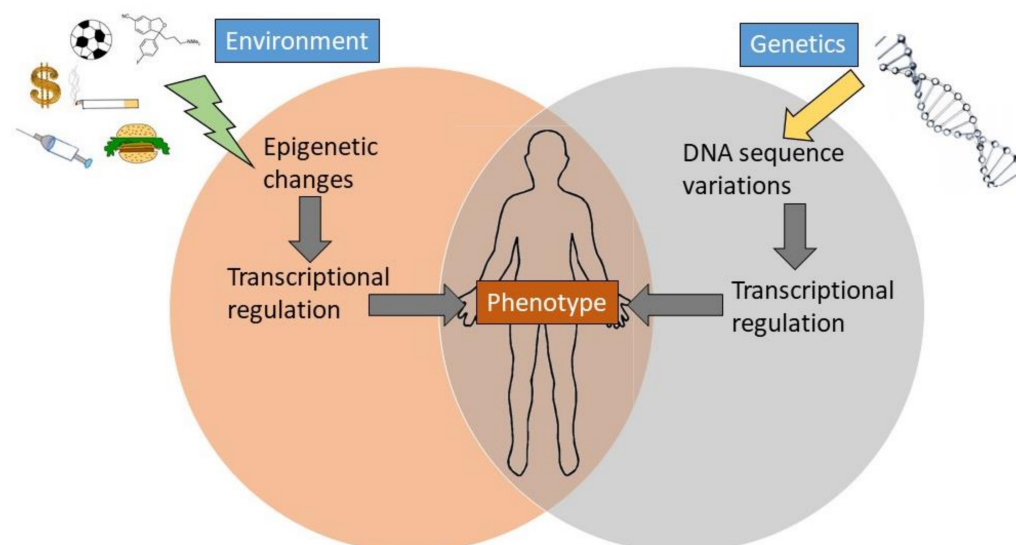 Environment
Genetics
Epigenetic
changes
DNA sequence
variations
Transcriptional
regulation
Phenotype
Transcriptional
regulation
$